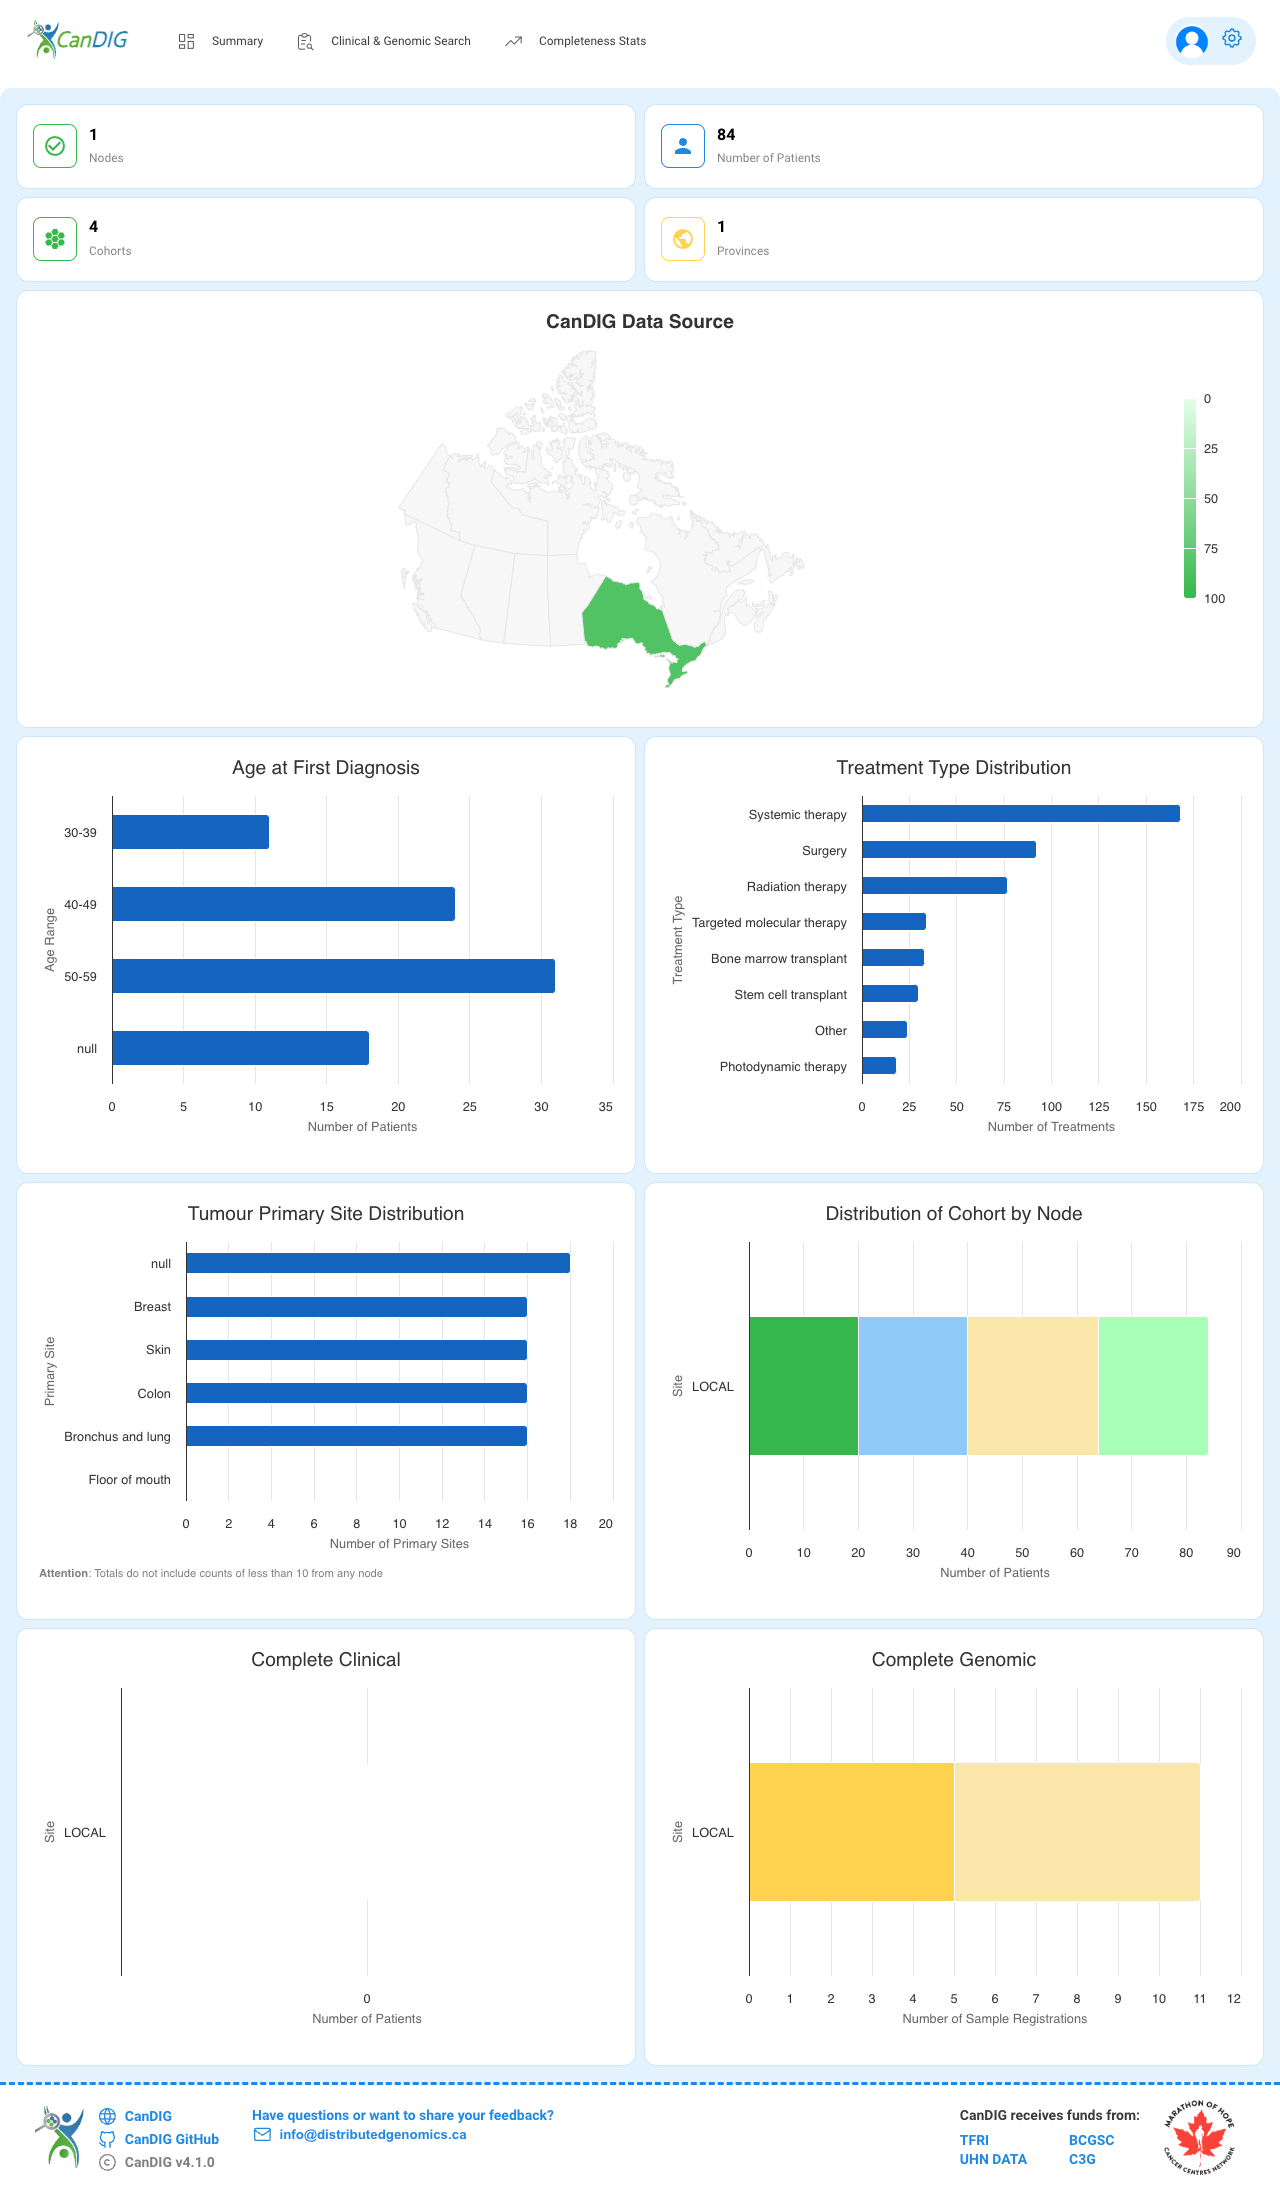 CanDIG
Summary
Clinical & Genomic Search
Completeness Stats
1
Nodes
84
Number of Patients
4
Cohorts
1
Provinces
CanDIG Data Source
0
25
50
75
100
Age at First Diagnosis
Age Range
30-39
40-49
50-59
null
0 5 10 15 20 25 30 35
Number of Patients
Treatment Type Distribution
Treatment Type
Systemic therapy
Surgery
Radiation therapy
Targeted molecular therapy
Bone marrow transplant
Stem cell transplant
Other
Photodynamic therapy
0 25 50 75 100 125 150 175 200
Number of Treatments
Tumour Primary Site Distribution
Primary Site
null
Breast
Skin
Colon
Bronchus and lung
Floor of mouth
0 2 4 6 8 10 12 14 16 18 20
Number of Primary Sites
Attention: Totals do not include counts of less than 10 from any node
Distribution of Cohort by Node
Site
LOCAL
0 10 20 30 40 50 60 70 80 90
Number of Patients
Complete Clinical
Site
LOCAL
0
Number of Patients
Complete Genomic
Site
LOCAL
0 1 2 3 4 5 6 7 8 9 10 11 12
Number of Sample Registrations
CanDIG
CanDIG GitHub
CanDIG v4.1.0
Have questions or want to share your feedback?
info@distributedgenomics.ca
CanDIG receives funds from:
TFRI BCGSC
UHN DATA C3G
MARATHON OF HOPE
CANCER CENTRES NETWORK